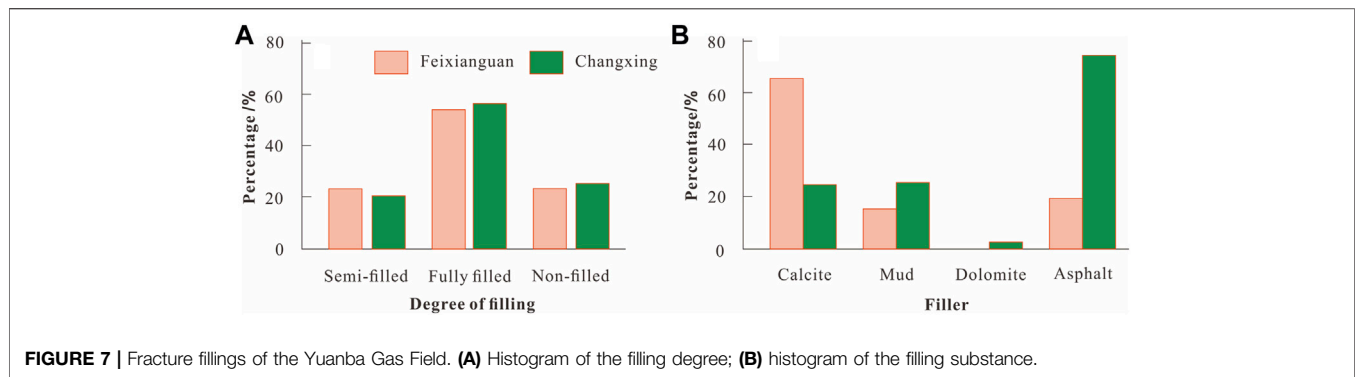 A
80
60
40
20
0
Percentage/%
Feixianguan
Changxing
Semi-filled Fully filled Non-filled
Degree of filling
B
80
60
40
20
0
Percentage/%
Calcite Mud Dolomite Asphalt
Filler
FIGURE 7 | Fracture fillings of the Yuanba Gas Field. (A) Histogram of the filling degree; (B) histogram of the filling substance.